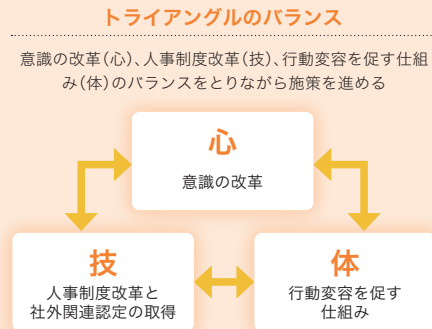 トライアングルのバランス
意識の改革(心)、人事制度改革(技)、行動変容を促す仕組
み(体)のバランスをとりながら施策を進める
心
意識の改革
技
人事制度改革と
社外関連認定の取得
体
行動変容を促す
仕組み